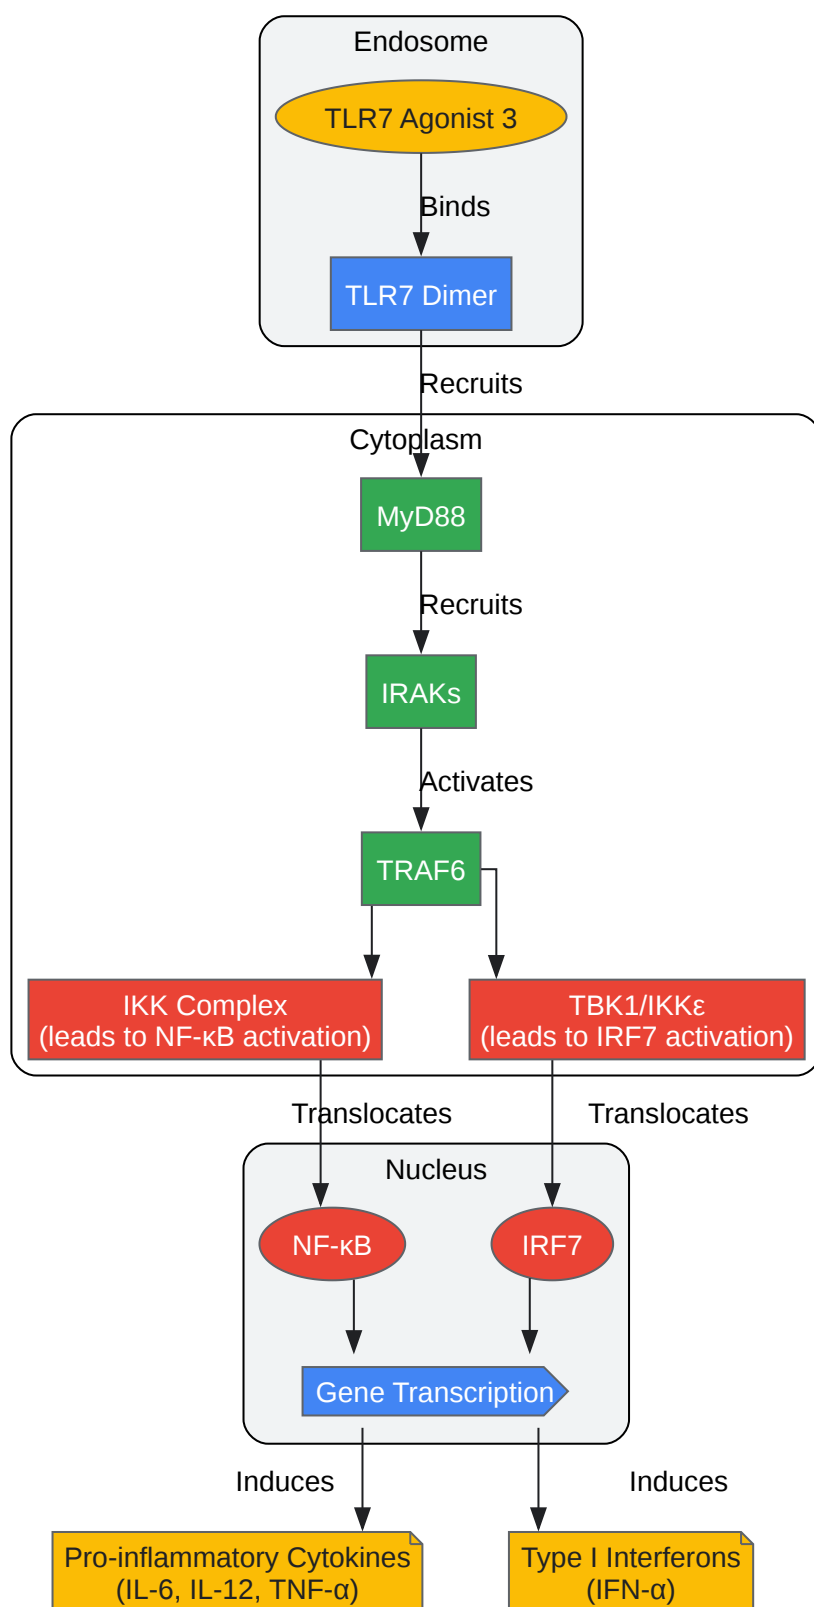 Endosome
TLR7 Agonist 3
Binds
TLR7 Dimer
Recruits
Cytoplasm
MyD88
Recruits
IRAKs
Activates
TRAF6
IKK Complex
(leads to NF-κB activation)
TBK1/IKKε
(leads to IRF7 activation)
Translocates
Translocates
Nucleus
NF-κB
IRF7
Gene Transcription
Induces
Induces
Pro-inflammatory Cytokines
(IL-6, IL-12, TNF-α)
Type I Interferons
(IFN-α)